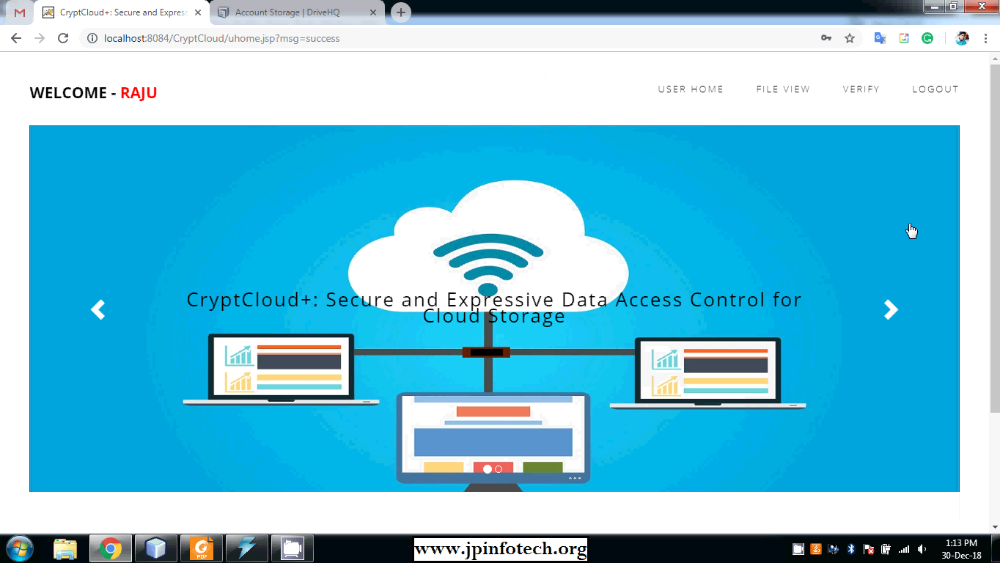 CryptCloud+: Secure and Expres
Account Storage | DriveHQ
localhost:8084/CryptCloud/uhome.jsp?msg=success
WELCOME - RAJU
USER HOME
FILE VIEW
VERIFY
LOGOUT
CryptCloud+: Secure and Expressive Data Access Control for
Cloud Storage
PDF
www.jpinfotech.org
1:13 PM
30-Dec-18